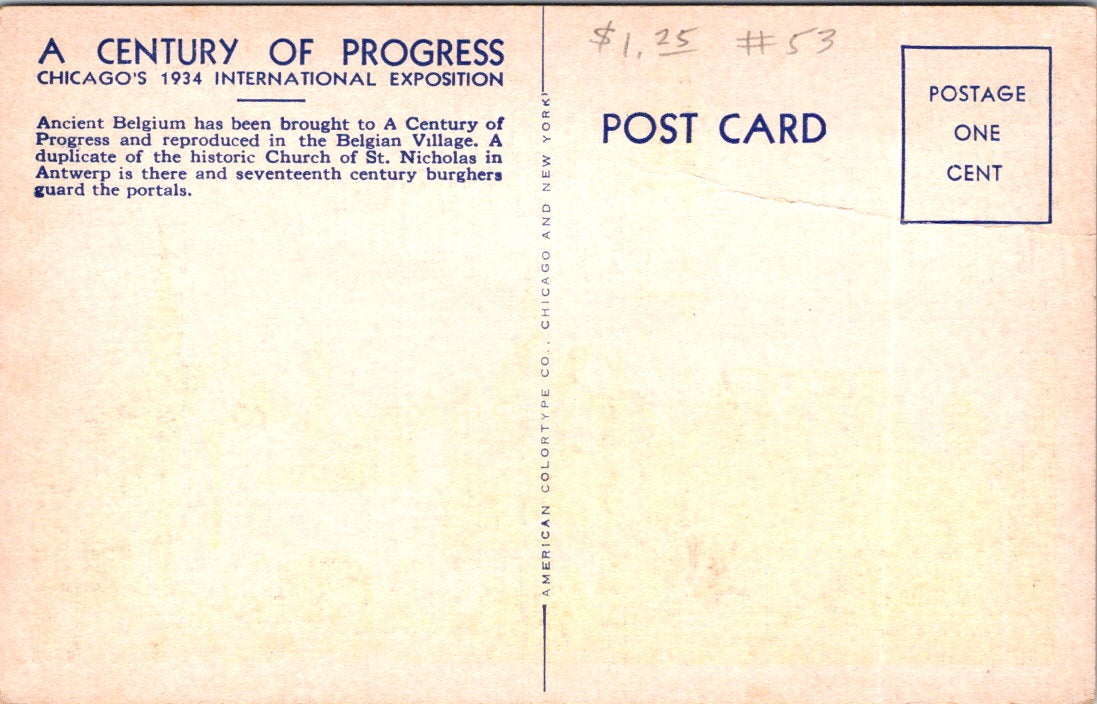 A CENTURY OF PROGRESS
CHICAGO'S 1934 INTERNATIONAL EXPOSITION
Ancient Belgium has been brought to A Century of
Progress and reproduced in the Belgian Village. A
duplicate of the historic Church of St. Nicholas in
Antwerp is there and seventeenth century burghers
guard the portals.
AMERICAN COLORTYPE CO., CHICAGO AND NEW YORK)
$1.25 #53
POST CARD
POSTAGE
ONE
CENT